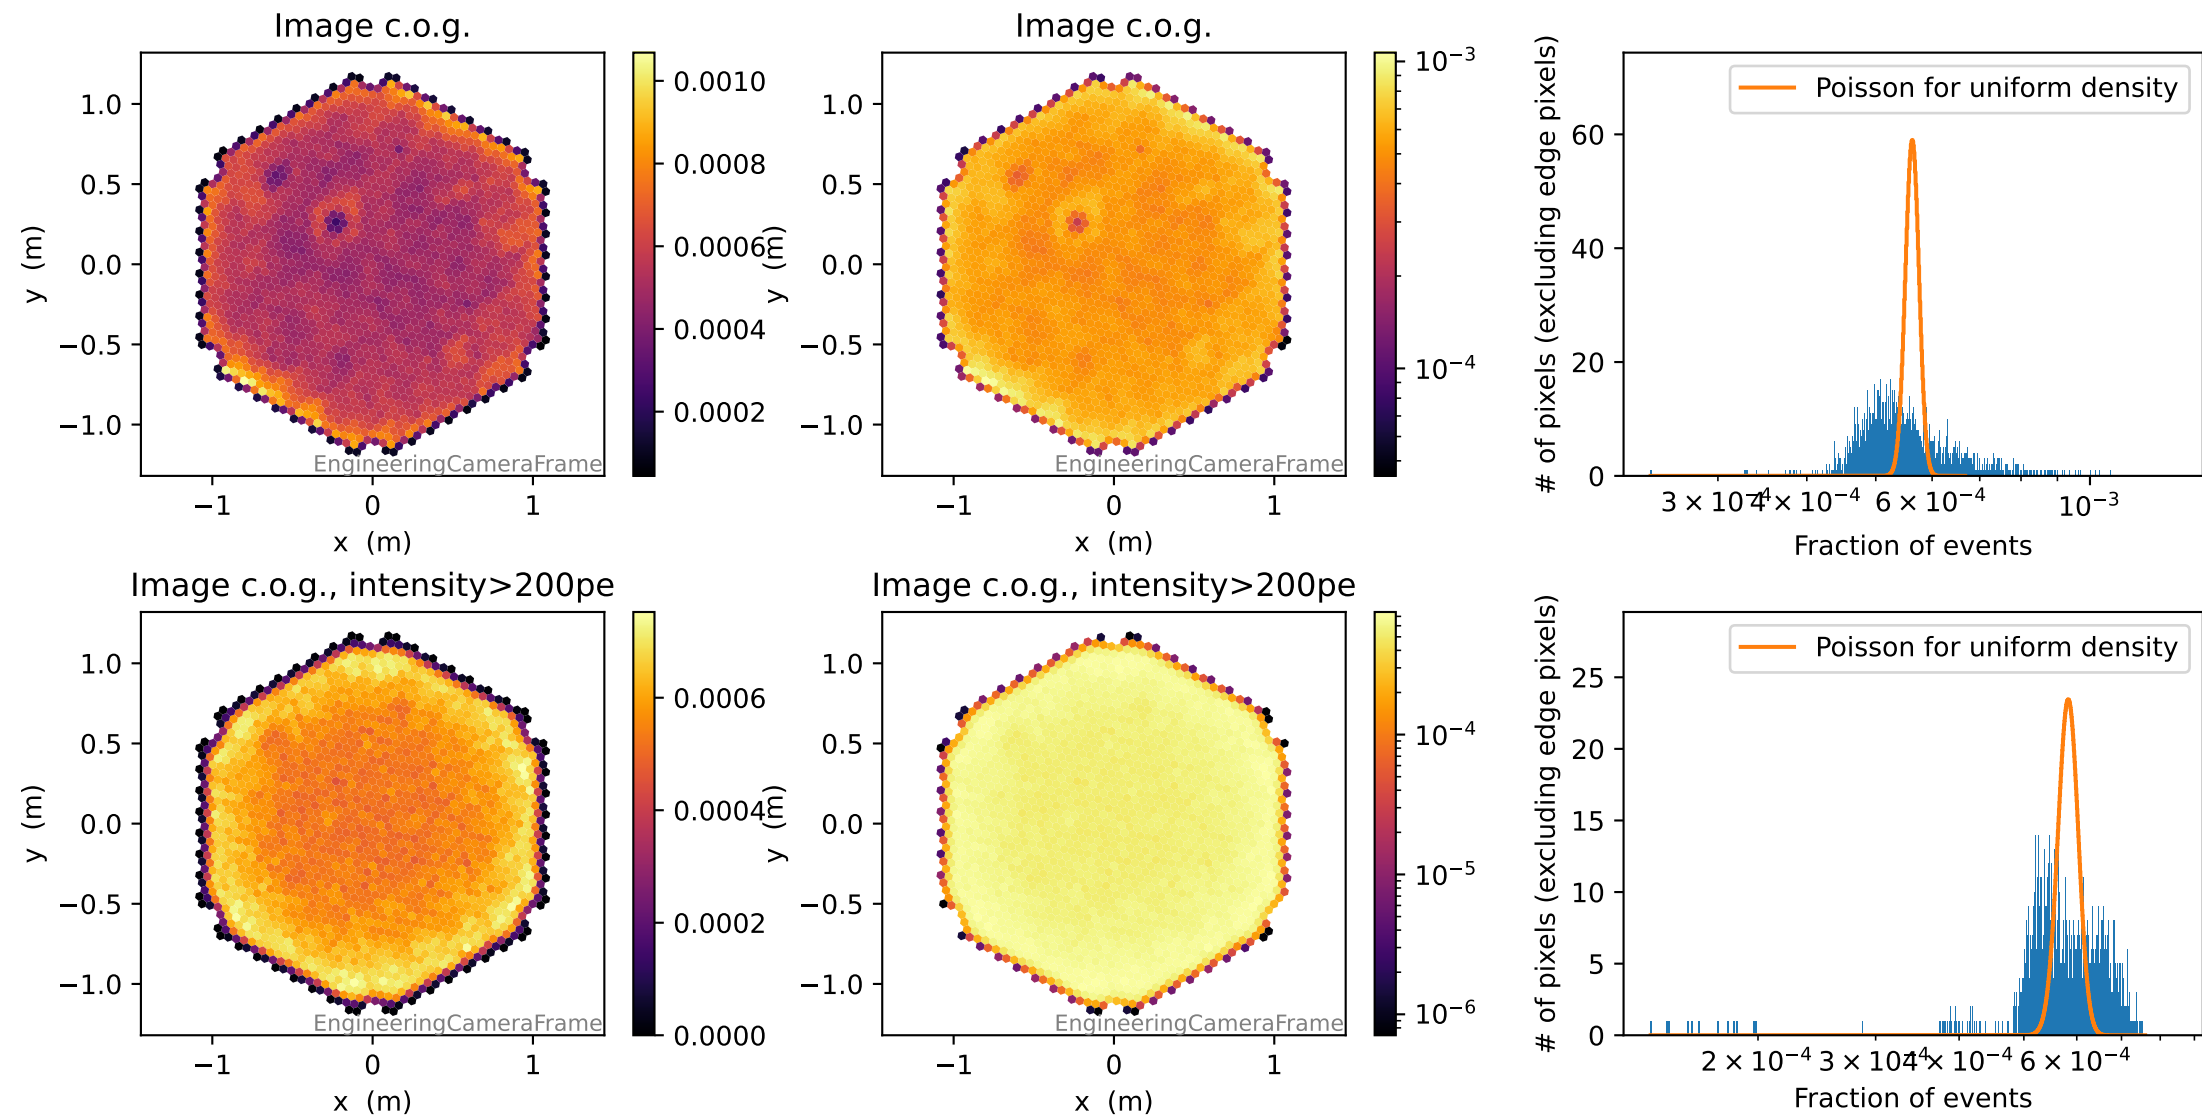 Image c.o.g.
1.0
0.5
0.0
−0.5
−1.0
y (m)
−1
0
1
x (m)
EngineeringCameraFrame
0.0010
0.0008
0.0006
0.0004
0.0002
Image c.o.g.
1.0
0.5
0.0
−0.5
−1.0
y (m)
−1
0
1
x (m)
EngineeringCameraFrame
10⁻³
10⁻⁴
# of pixels (excluding edge pixels)
60
40
20
0
Poisson for uniform density
3 × 10⁻⁴
4 × 10⁻⁴
6 × 10⁻⁴
10⁻³
Fraction of events
Image c.o.g., intensity>200pe
1.0
0.5
0.0
−0.5
−1.0
y (m)
−1
0
1
x (m)
EngineeringCameraFrame
0.0006
0.0004
0.0002
0.0000
Image c.o.g., intensity>200pe
1.0
0.5
0.0
−0.5
−1.0
y (m)
−1
0
1
x (m)
EngineeringCameraFrame
10⁻⁴
10⁻⁵
10⁻⁶
# of pixels (excluding edge pixels)
25
20
15
10
5
0
Poisson for uniform density
2 × 10⁻⁴
3 × 10⁻⁴
4 × 10⁻⁴
6 × 10⁻⁴
Fraction of events